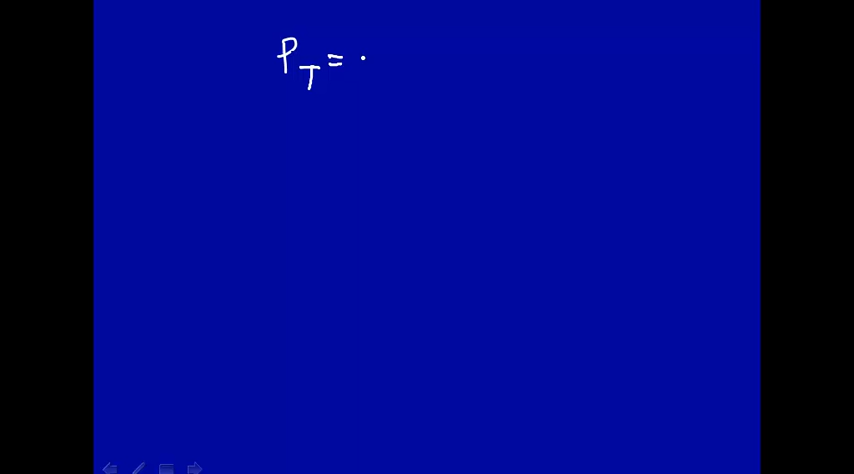 P_T = .